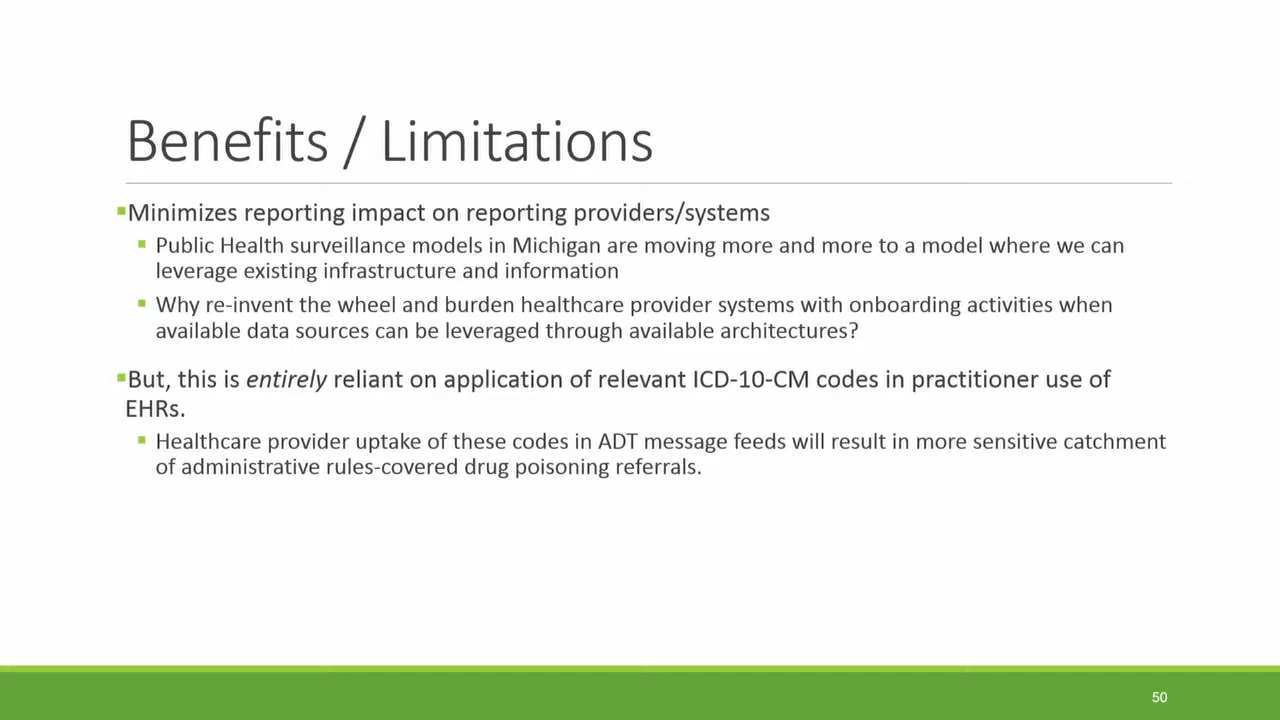 Benefits / Limitations
▪Minimizes reporting impact on reporting providers/systems
▪ Public Health surveillance models in Michigan are moving more and more to a model where we can
leverage existing infrastructure and information
▪ Why re-invent the wheel and burden healthcare provider systems with onboarding activities when
available data sources can be leveraged through available architectures?
▪But, this is entirely reliant on application of relevant ICD-10-CM codes in practitioner use of
EHRs.
▪ Healthcare provider uptake of these codes in ADT message feeds will result in more sensitive catchment
of administrative rules-covered drug poisoning referrals.
50